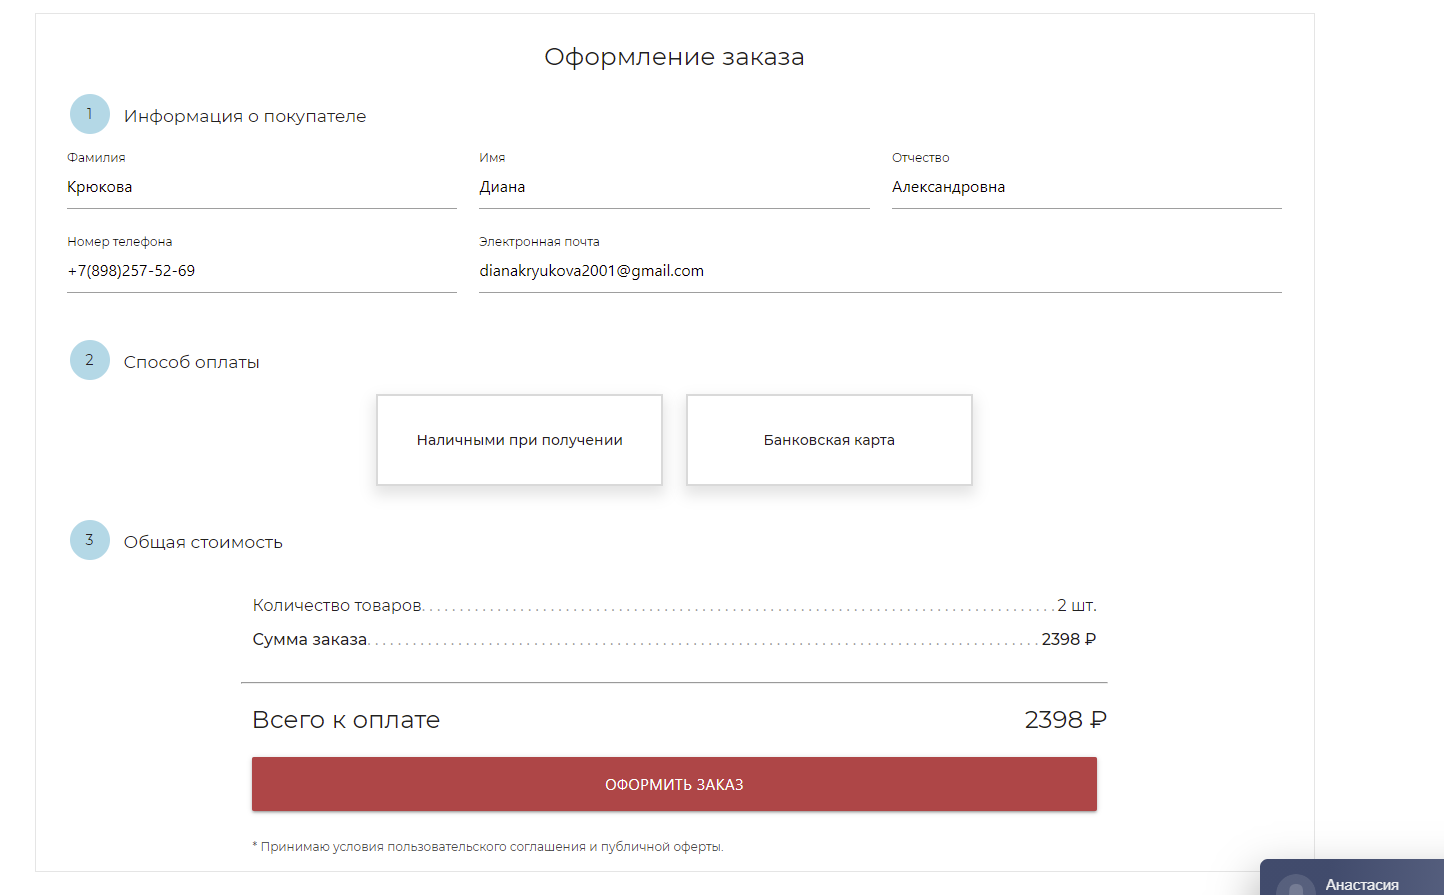 Оформление заказа
1 Информация о покупателе
Фамилия Имя Отчество
Крюкова Диана Александровна
Номер телефона Электронная почта
+7(898)257-52-69 dianakryukova2001@gmail.com
2 Способ оплаты
Наличными при получении Банковская карта
3 Общая стоимость
Количество товаров 2 шт.
Сумма заказа 2398 ₽
Всего к оплате 2398 ₽
ОФОРМИТЬ ЗАКАЗ
* Принимаю условия пользовательского соглашения и публичной оферты.
Анастасия